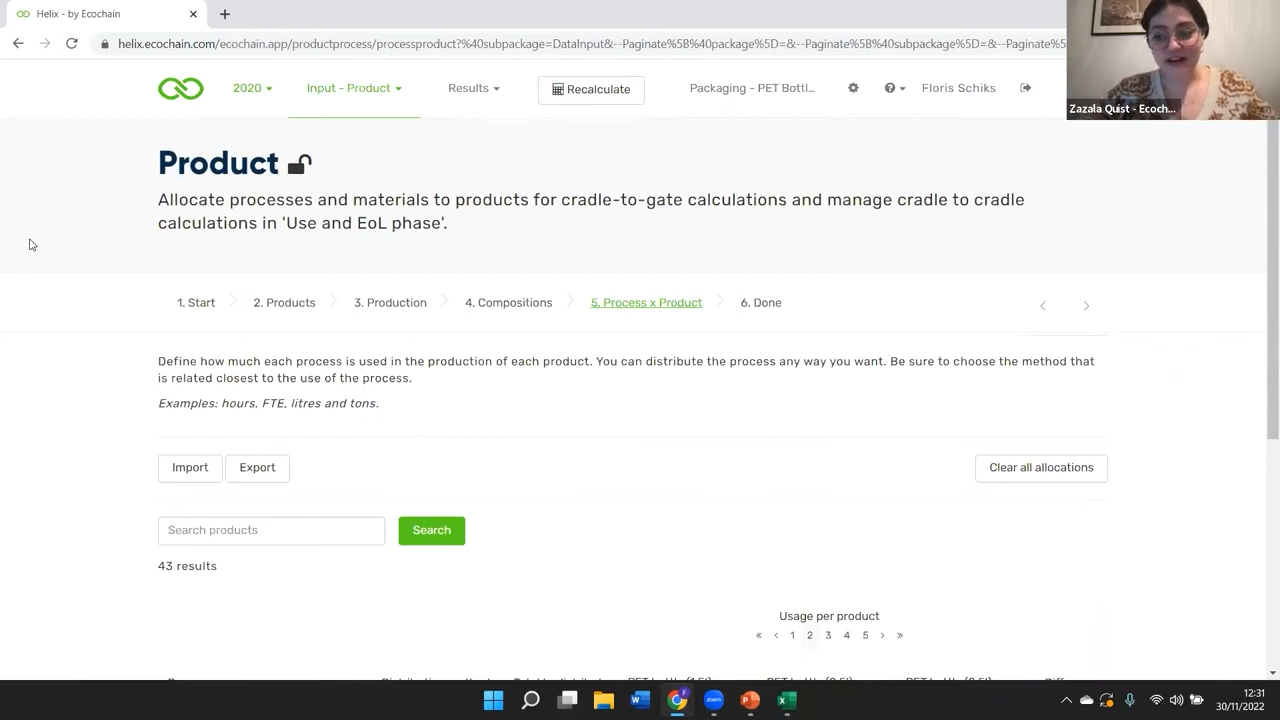 Helix - by Ecochain
helix.ecochain.com/ecochain.app/productprocess/processproduct?%40subpackage=DataInput&--Paginate%5B%40package%5D=&--Paginate%5B%40subpackage%5D=&--Paginate%5
Zazala Quist - Ecoch...
2020
Input - Product
Results
Recalculate
Packaging - PET Bottl...
Floris Schiks
Product
Allocate processes and materials to products for cradle-to-gate calculations and manage cradle to cradle
calculations in 'Use and EoL phase'.
1. Start
2. Products
3. Production
4. Compositions
5. Process x Product
6. Done
Define how much each process is used in the production of each product. You can distribute the process any way you want. Be sure to choose the method that
is related closest to the use of the process.
Examples: hours, FTE, litres and tons.
Import
Export
Clear all allocations
Search products
Search
43 results
Usage per product
« ‹ 1 2 3 4 5 › »
12:31
30/11/2022